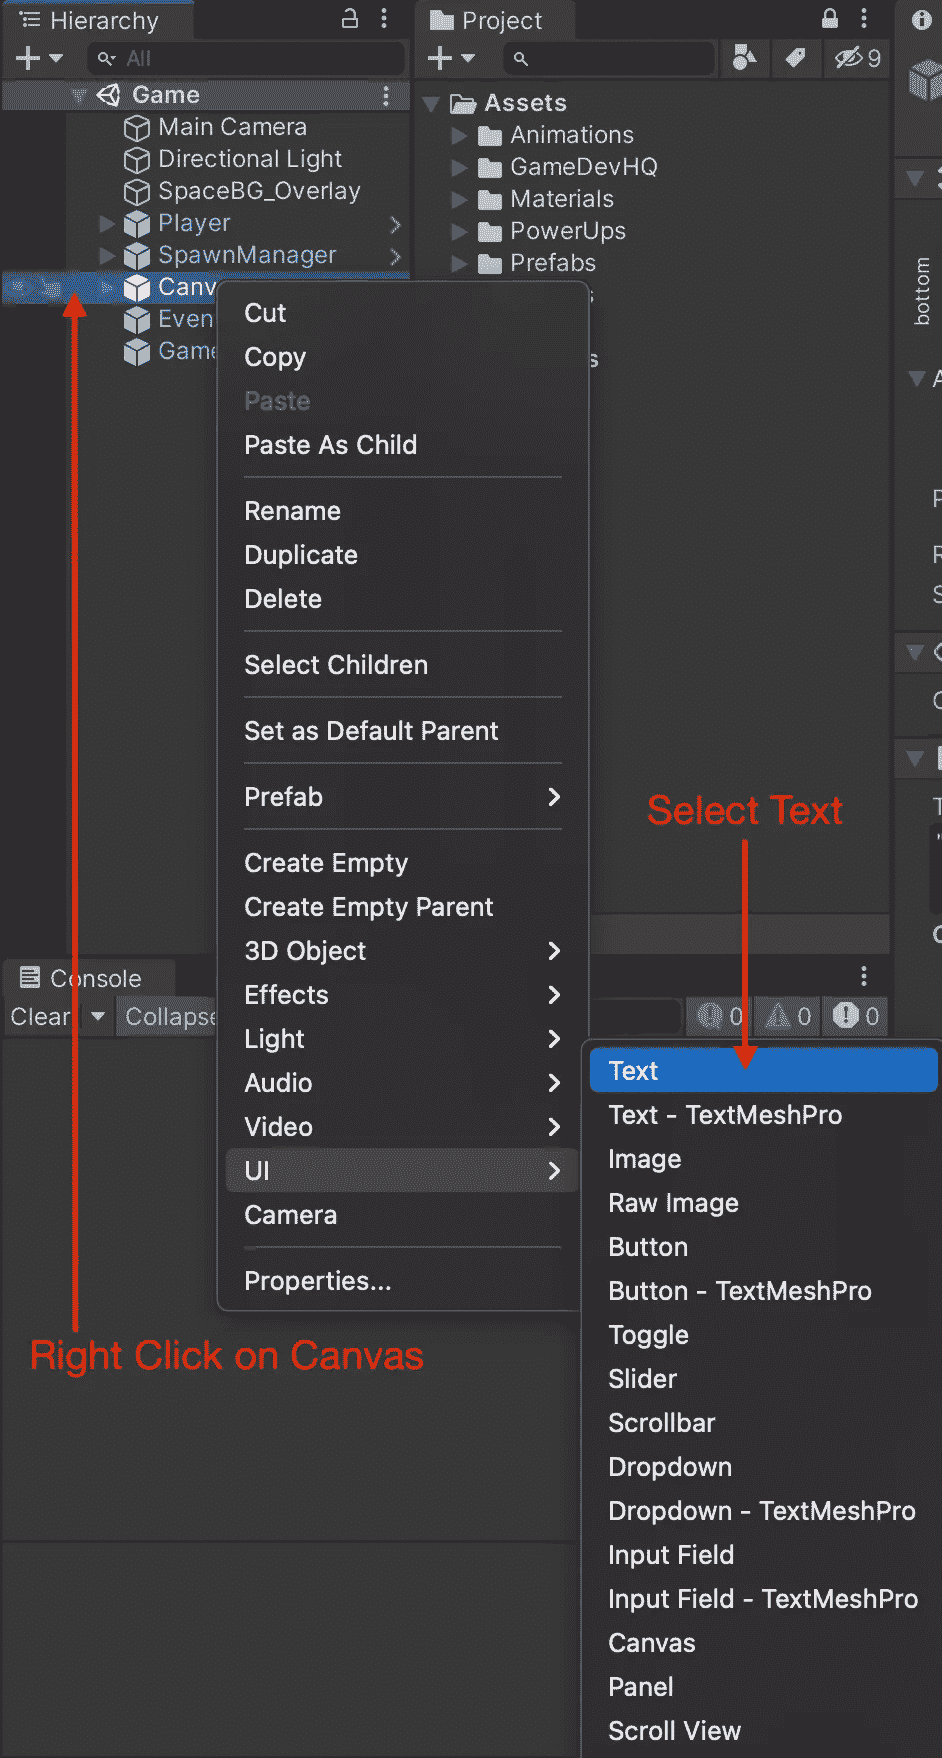 Hierarchy
All
Game
Main Camera
Directional Light
SpaceBG_Overlay
Player
SpawnManager
Canv
Even
Game
Project
9
Assets
Animations
GameDevHQ
Materials
PowerUps
Prefabs
s
bottom
Cut
Copy
Paste
Paste As Child
Rename
Duplicate
Delete
Select Children
Set as Default Parent
Prefab
Create Empty
Create Empty Parent
3D Object
Effects
Light
Audio
Video
UI
Camera
Properties...
Select Text
Console
Clear
Collapse
0
0
0
Text
Text - TextMeshPro
Image
Raw Image
Button
Button - TextMeshPro
Toggle
Slider
Scrollbar
Dropdown
Dropdown - TextMeshPro
Input Field
Input Field - TextMeshPro
Canvas
Panel
Scroll View
Right Click on Canvas